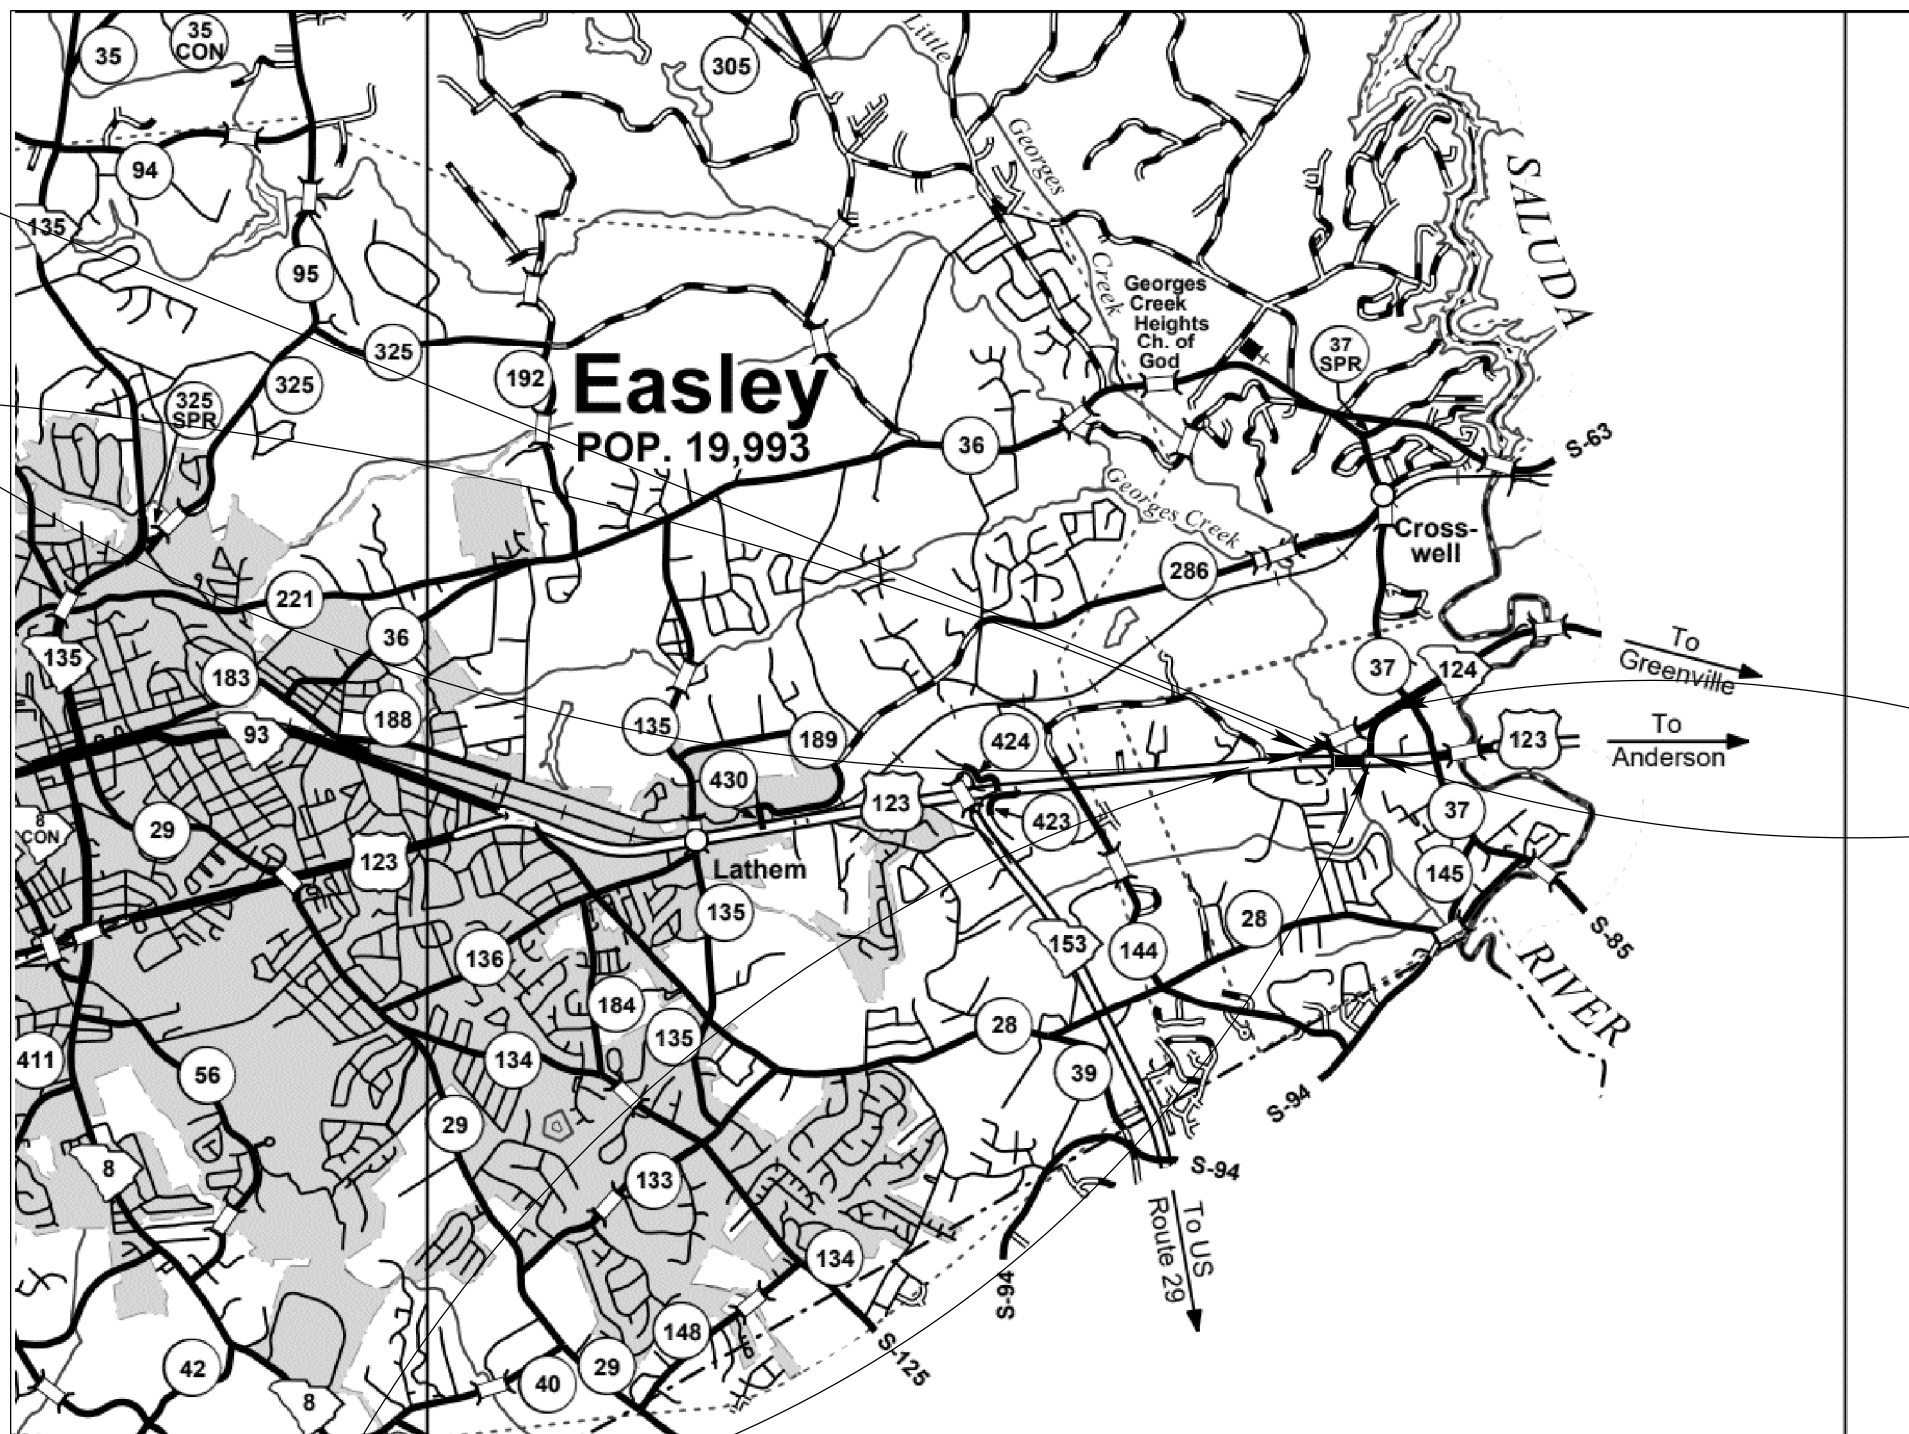 35
35
CON
305
Little
94
135
95
Georges
Creek
SALUDA
Georges
Creek
Heights
Ch. of
God
37
SPR
325
192
325
325
SPR
Easley
POP. 19,993
36
S-63
Georges Creek
Cross-
well
286
221
36
135
183
37
124
To
Greenville
188
93
135
189
424
123
To
Anderson
430
123
423
37
8
CON
29
123
Lathem
145
135
28
S-85
153
144
136
RIVER
184
135
28
411
56
134
39
S-94
29
8
133
S-94
To US
Route 29
134
S-94
148
S-125
42
29
40
8